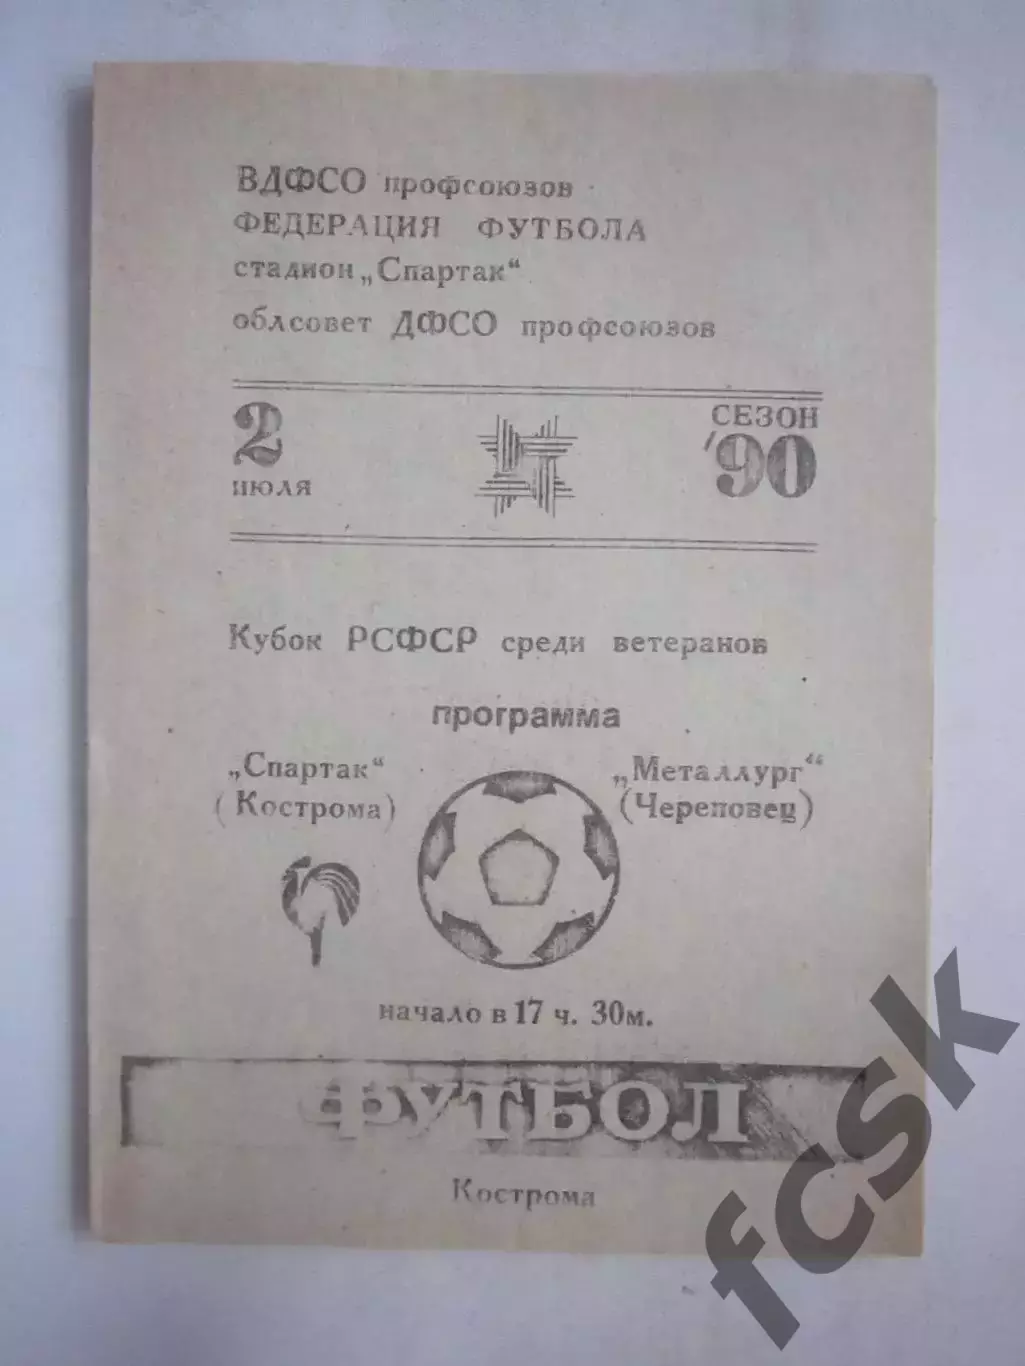 ВДФСО профсоюзов
ФЕДЕРАЦИЯ ФУТБОЛА
стадион „Спартак“
облсовет ДФСО профсоюзов
2 июля
СЕЗОН '90
Кубок РСФСР среди ветеранов
программа
„Спартак“ (Кострома)
„Металлург“ (Череповец)
начало в 17 ч. 30м.
ФУТБОЛ
Кострома
fcsk